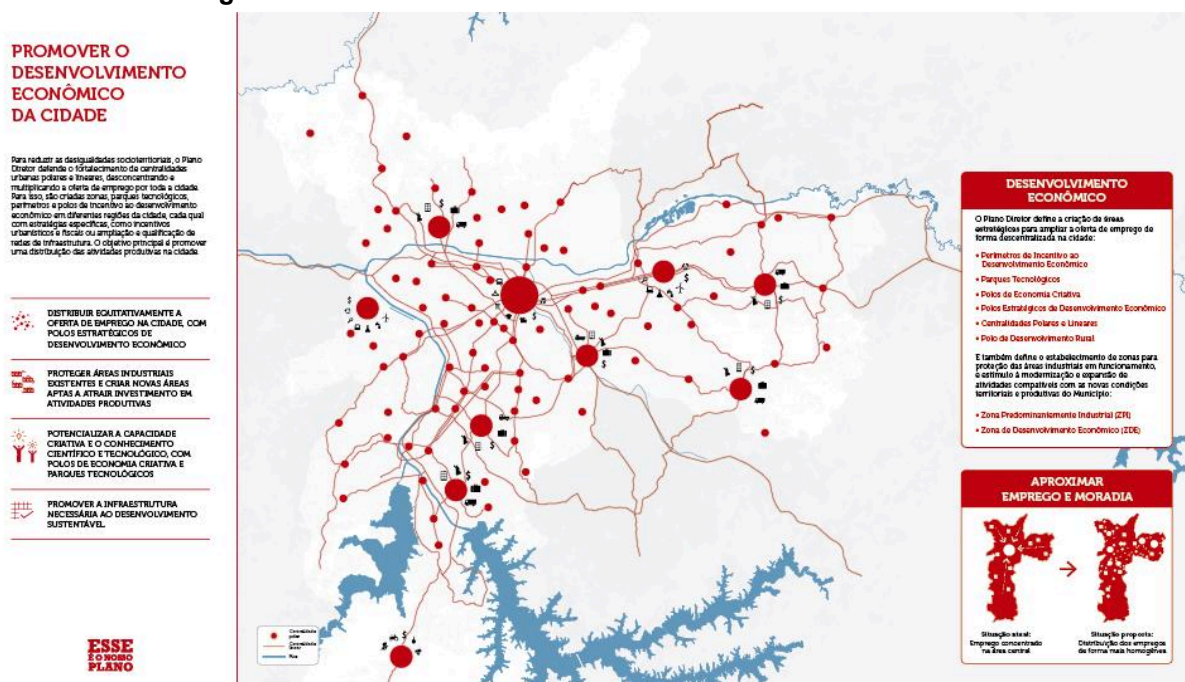 PROMOVER O
DESENVOLVIMENTO
ECONÔMICO
DA CIDADE
Para reduzir as desigualdades socioterritoriais, o Plano
Diretor defende o fortalecimento de centralidades
urbanas polares e lineares, desconcentrando e
multiplicando a oferta de emprego por toda a cidade.
Para isso, são criadas zonas, parques tecnológicos,
perímetros e polos de incentivo ao desenvolvimento
econômico em diferentes regiões da cidade, cada qual
com estratégias específicas, como incentivos
urbanísticos e fiscais ou ampliação e qualificação de
redes de infraestrutura. O objetivo principal é promover
uma distribuição das atividades produtivas na cidade.
DISTRIBUIR EQUITATIVAMENTE A
OFERTA DE EMPREGO NA CIDADE, COM
POLOS ESTRATÉGICOS DE
DESENVOLVIMENTO ECONÔMICO
PROTEGER ÁREAS INDUSTRIAIS
EXISTENTES E CRIAR NOVAS ÁREAS
APTAS A ATRAIR INVESTIMENTO EM
ATIVIDADES PRODUTIVAS
POTENCIALIZAR A CAPACIDADE
CRIATIVA E O CONHECIMENTO
CIENTÍFICO E TECNOLÓGICO, COM
POLOS DE ECONOMIA CRIATIVA E
PARQUES TECNOLÓGICOS
PROMOVER A INFRAESTRUTURA
NECESSÁRIA AO DESENVOLVIMENTO
SUSTENTÁVEL
ESSE
É O NOSSO
PLANO
Centralidade
polar
Centralidade
linear
Rios
DESENVOLVIMENTO
ECONÔMICO
O Plano Diretor define a criação de áreas
estratégicas para ampliar a oferta de emprego de
forma descentralizada na cidade:
• Perímetros de Incentivo ao
Desenvolvimento Econômico
• Parques Tecnológicos
• Polos de Economia Criativa
• Polos Estratégicos de Desenvolvimento Econômico
• Centralidades Polares e Lineares
• Polo de Desenvolvimento Rural
E também define o estabelecimento de zonas para
proteção das áreas industriais em funcionamento,
e estímulo à modernização e expansão de
atividades compatíveis com as novas condições
territoriais e produtivas do Município:
• Zona Predominantemente Industrial (ZPI)
• Zona de Desenvolvimento Econômico (ZDE)
APROXIMAR
EMPREGO E MORADIA
Situação atual:
Emprego concentrado
na área central
Situação proposta:
Distribuição dos empregos
de forma mais homogênea